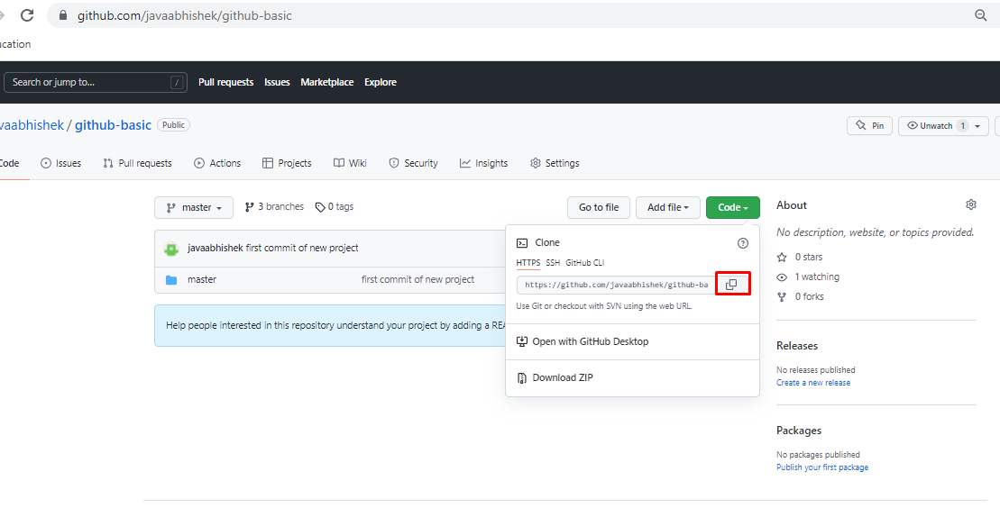 github.com/javaabhishek/github-basic
ucation
Search or jump to... /
Pull requests Issues Marketplace Explore
vaabhishek / github-basic Public
Pin Unwatch 1
Code Issues Pull requests Actions Projects Wiki Security Insights Settings
master 3 branches 0 tags
Go to file Add file Code
javaabhishek first commit of new project
master first commit of new project
Help people interested in this repository understand your project by adding a REA
Clone
HTTPS SSH GitHub CLI
https://github.com/javaabhishek/github-ba
Use Git or checkout with SVN using the web URL.
Open with GitHub Desktop
Download ZIP
About
No description, website, or topics provided.
0 stars
1 watching
0 forks
Releases
No releases published
Create a new release
Packages
No packages published
Publish your first package